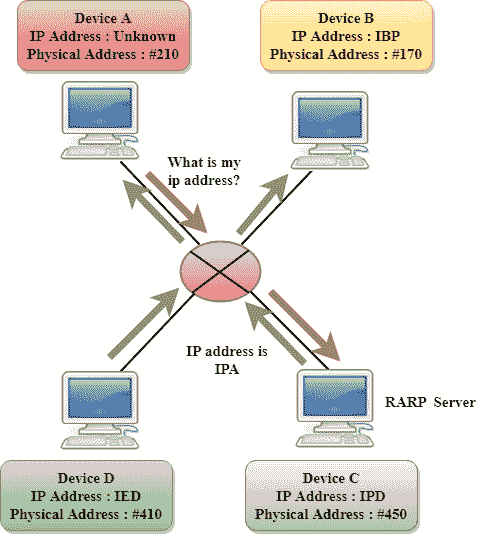 Device A
IP Address : Unknown
Physical Address : #210
Device B
IP Address : IBP
Physical Address : #170
What is my
ip address?
IP address is
IPA
RARP Server
Device D
IP Address : IED
Physical Address : #410
Device C
IP Address : IPD
Physical Address : #450